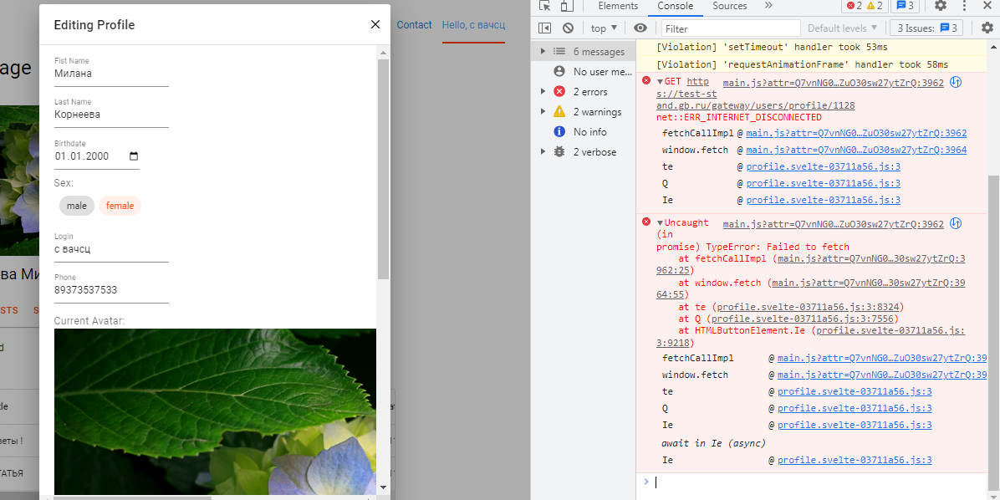 Editing Profile
Contact
Hello, с вачсц
age
Fist Name
Милана
Last Name
Корнеева
Birthdate
01.01.2000
Sex:
male
female
Login
с вачсц
Phone
89373537533
Current Avatar:
ва Ми
STS
S
d
tle
веты !
ТАТЬЯ
Elements
Console
Sources
2
2
3
top
Filter
Default levels
3 Issues:
3
6 messages
No user me...
2 errors
2 warnings
No info
2 verbose
[Violation] 'setTimeout' handler took 53ms
[Violation] 'requestAnimationFrame' handler took 58ms
GET http main.js?attr=Q7vnNG0…ZuO30sw27ytZrQ:3962
s://test-st
and.gb.ru/gateway/users/profile/1128
net::ERR_INTERNET_DISCONNECTED
fetchCallImpl @ main.js?attr=Q7vnNG0…ZuO30sw27ytZrQ:3962
window.fetch @ main.js?attr=Q7vnNG0…ZuO30sw27ytZrQ:3964
te @ profile.svelte-03711a56.js:3
Q @ profile.svelte-03711a56.js:3
Ie @ profile.svelte-03711a56.js:3
Uncaught main.js?attr=Q7vnNG0…ZuO30sw27ytZrQ:3962
(in
promise) TypeError: Failed to fetch
at fetchCallImpl (main.js?attr=Q7vnNG0…30sw27ytZrQ:3
962:25)
at window.fetch (main.js?attr=Q7vnNG0…30sw27ytZrQ:39
64:55)
at te (profile.svelte-03711a56.js:3:8324)
at Q (profile.svelte-03711a56.js:3:7556)
at HTMLButtonElement.Ie (profile.svelte-03711a56.js:
3:9218)
fetchCallImpl @ main.js?attr=Q7vnNG0…ZuO30sw27ytZrQ:39
window.fetch @ main.js?attr=Q7vnNG0…ZuO30sw27ytZrQ:39
te @ profile.svelte-03711a56.js:3
Q @ profile.svelte-03711a56.js:3
Ie @ profile.svelte-03711a56.js:3
await in Ie (async)
Ie @ profile.svelte-03711a56.js:3